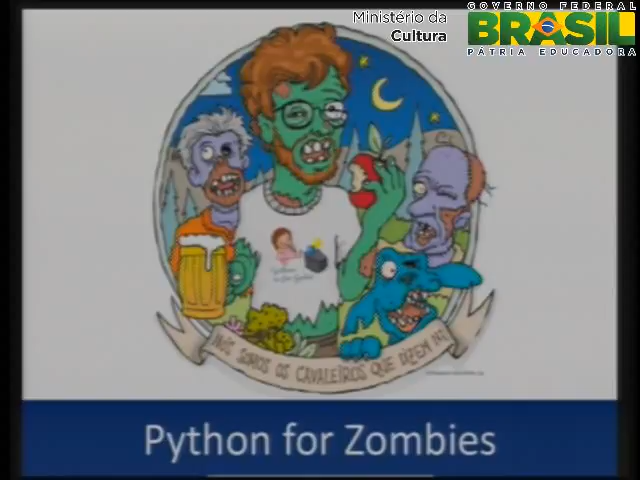 Ministério da
Cultura
GOVERNO FEDERAL
BRASIL
PÁTRIA EDUCADORA
NÓS SOMOS OS CAVALEIROS QUE DIZEM NI!
Python for Zombies